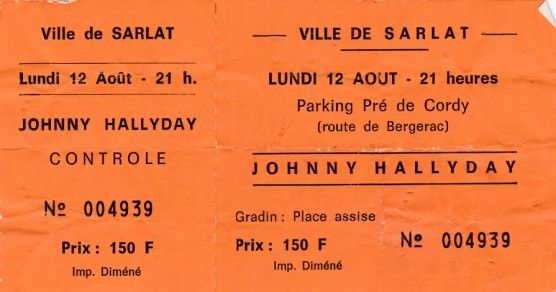 Ville de SARLAT
Lundi 12 Août - 21 h.
JOHNNY HALLYDAY
CONTROLE
Nº 004939
Prix : 150 F
Imp. Diméné
VILLE DE SARLAT
LUNDI 12 AOUT - 21 heures
Parking Pré de Cordy
(route de Bergerac)
JOHNNY HALLYDAY
Gradin : Place assise
Prix : 150 F
Nº 004939
Imp. Diméné